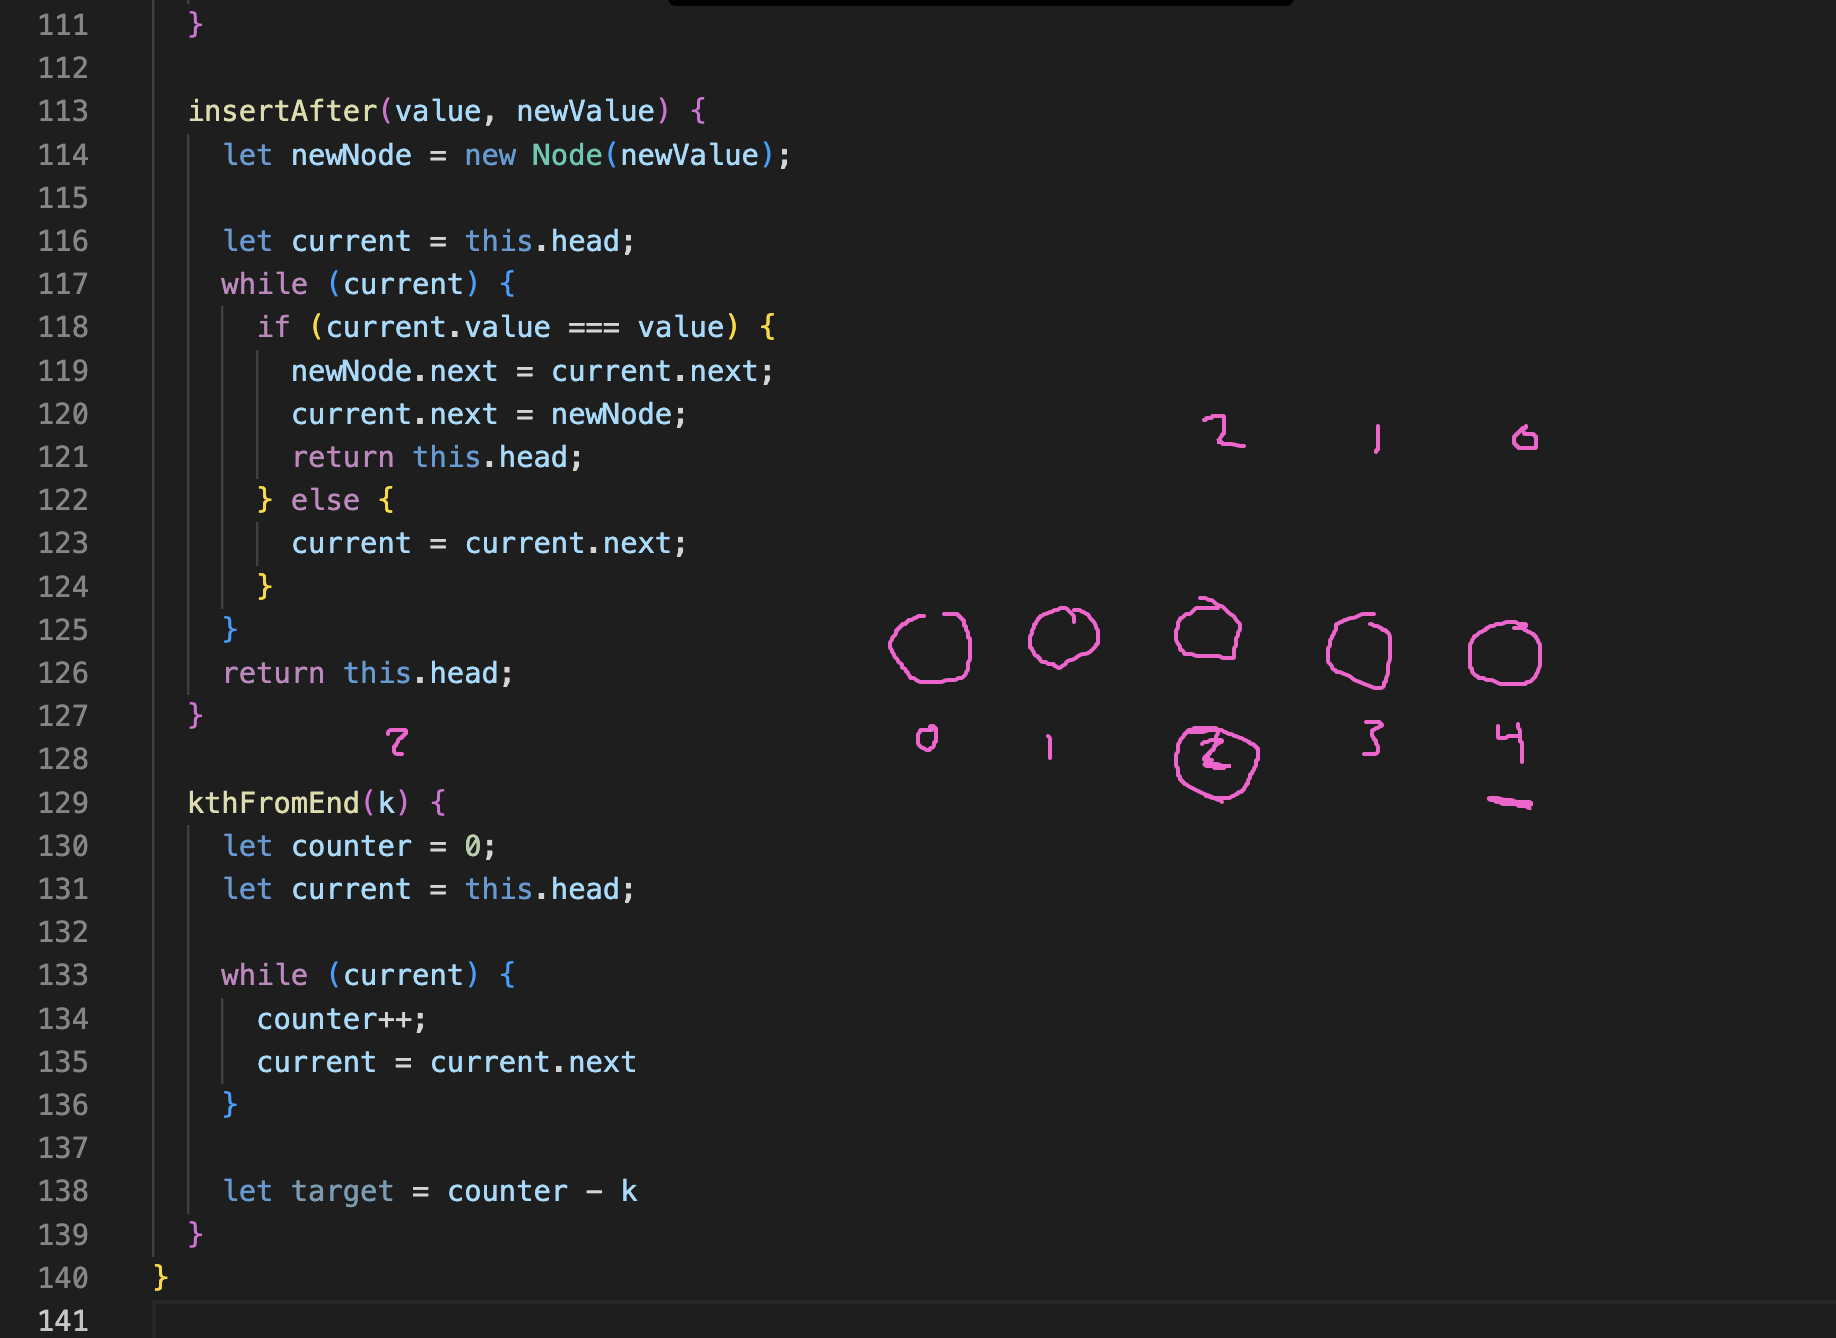 111 }
112
113 insertAfter(value, newValue) {
114 let newNode = new Node(newValue);
115
116 let current = this.head;
117 while (current) {
118 if (current.value === value) {
119 newNode.next = current.next;
120 current.next = newNode;
2 1 0
121 return this.head;
122 } else {
123 current = current.next;
124 }
125 }
126 return this.head;
127 }
2 0 1 2 3 4
128
129 kthFromEnd(k) {
130 let counter = 0;
131 let current = this.head;
132
133 while (current) {
134 counter++;
135 current = current.next
136 }
137
138 let target = counter - k
139 }
140 }
141